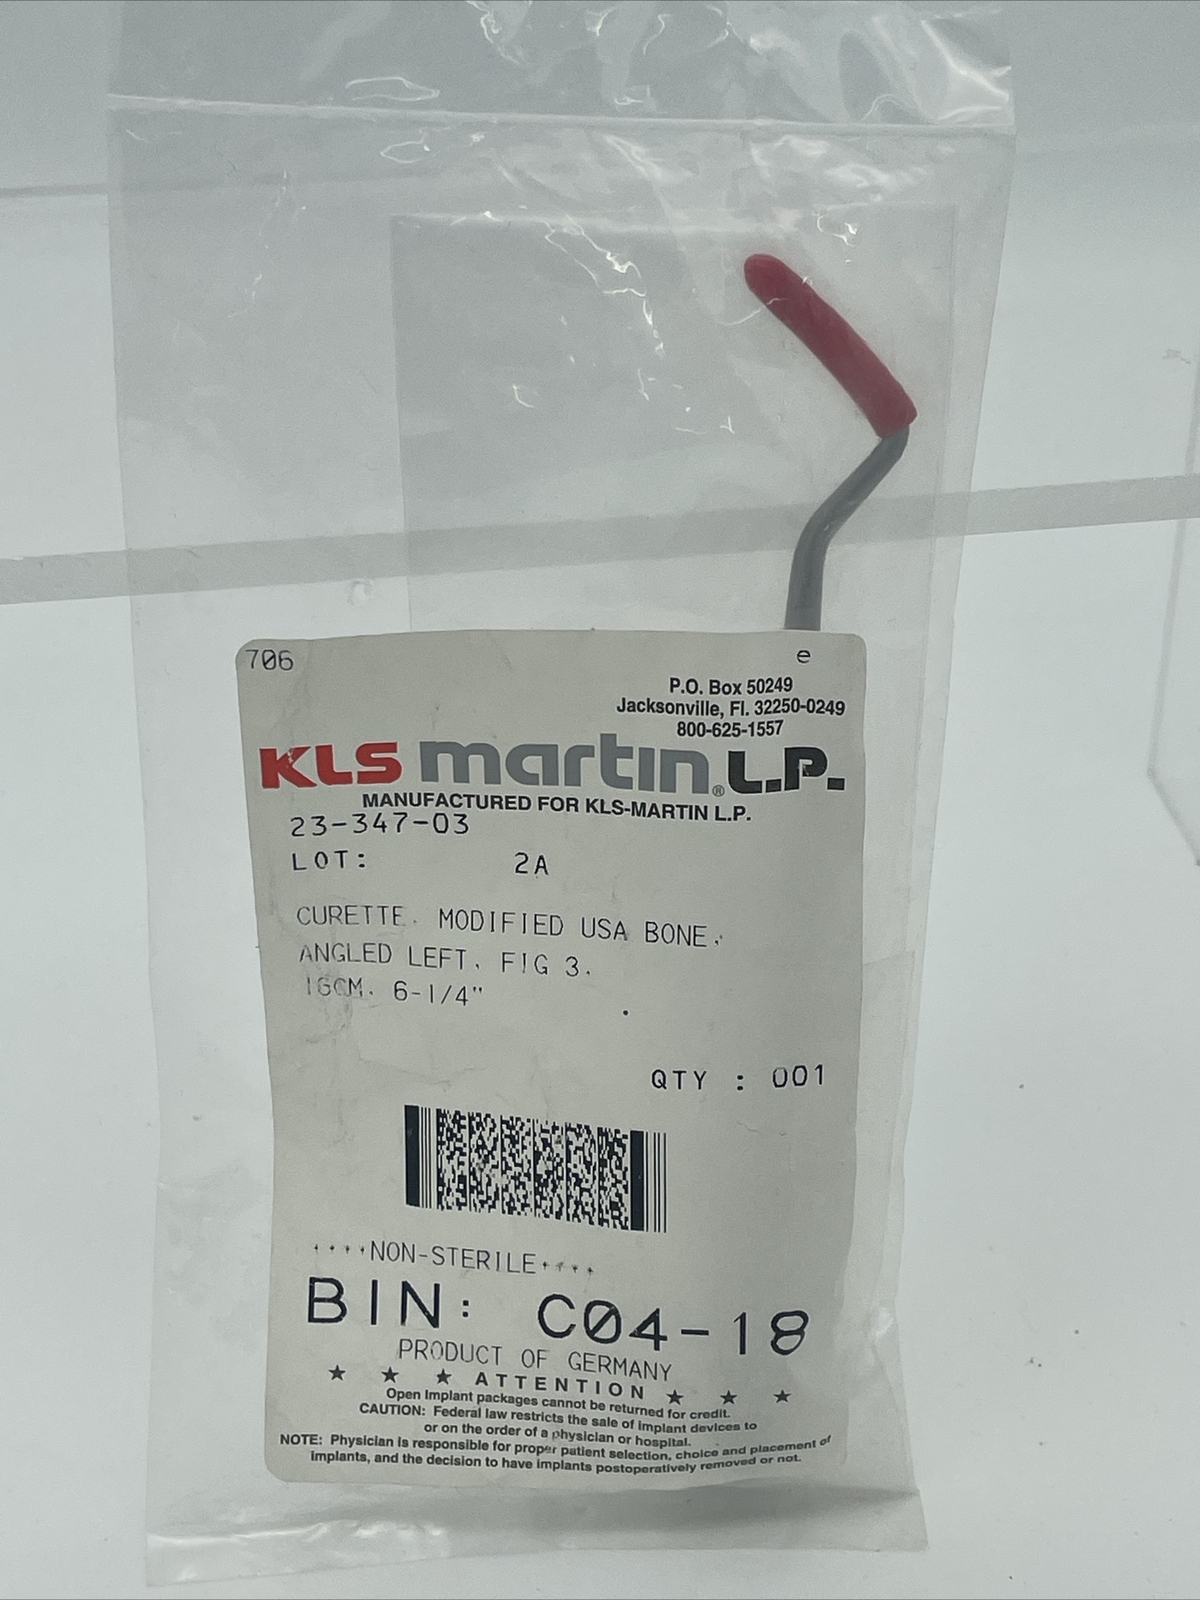 706
e
P.O. Box 50249
Jacksonville, Fl. 32250-0249
800-625-1557
KLS martin® L.P.
MANUFACTURED FOR KLS-MARTIN L.P.
23-347-03
LOT: 2A
CURETTE. MODIFIED USA BONE.
ANGLED LEFT. FIG 3.
16CM. 6-1/4"
QTY : 001
****NON-STERILE****
BIN: C04-18
PRODUCT OF GERMANY
★ ★ ★ ATTENTION ★ ★ ★
Open Implant packages cannot be returned for credit.
CAUTION: Federal law restricts the sale of implant devices to
or on the order of a physician or hospital.
NOTE: Physician is responsible for proper patient selection, choice and placement of
implants, and the decision to have implants postoperatively removed or not.